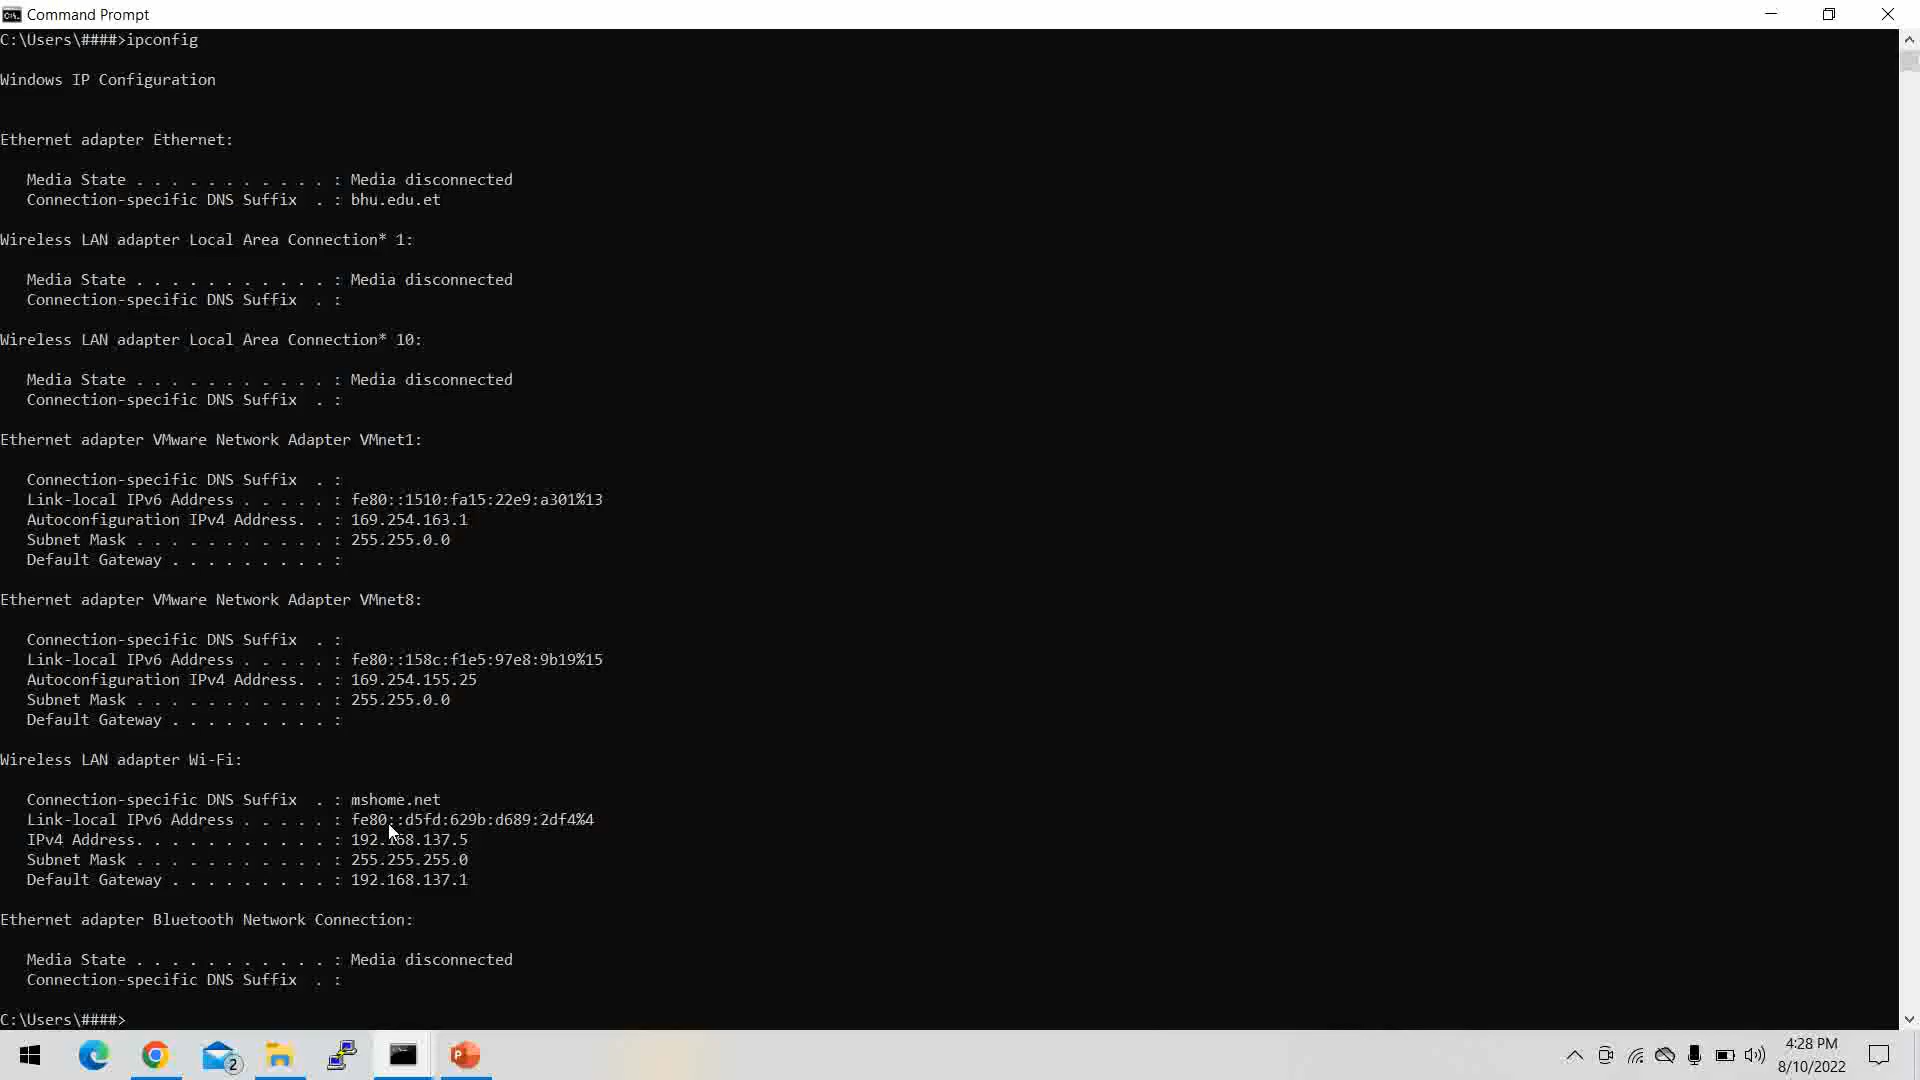 Command Prompt
C:\Users\####>ipconfig
Windows IP Configuration
Ethernet adapter Ethernet:
   Media State . . . . . . . . . . . : Media disconnected
   Connection-specific DNS Suffix  . : bhu.edu.et
Wireless LAN adapter Local Area Connection* 1:
   Media State . . . . . . . . . . . : Media disconnected
   Connection-specific DNS Suffix  . :
Wireless LAN adapter Local Area Connection* 10:
   Media State . . . . . . . . . . . : Media disconnected
   Connection-specific DNS Suffix  . :
Ethernet adapter VMware Network Adapter VMnet1:
   Connection-specific DNS Suffix  . :
   Link-local IPv6 Address . . . . . : fe80::1510:fa15:22e9:a301%13
   Autoconfiguration IPv4 Address. . : 169.254.163.1
   Subnet Mask . . . . . . . . . . . : 255.255.0.0
   Default Gateway . . . . . . . . . :
Ethernet adapter VMware Network Adapter VMnet8:
   Connection-specific DNS Suffix  . :
   Link-local IPv6 Address . . . . . : fe80::158c:f1e5:97e8:9b19%15
   Autoconfiguration IPv4 Address. . : 169.254.155.25
   Subnet Mask . . . . . . . . . . . : 255.255.0.0
   Default Gateway . . . . . . . . . :
Wireless LAN adapter Wi-Fi:
   Connection-specific DNS Suffix  . : mshome.net
   Link-local IPv6 Address . . . . . : fe80::d5fd:629b:d689:2df4%4
   IPv4 Address. . . . . . . . . . . : 192.168.137.5
   Subnet Mask . . . . . . . . . . . : 255.255.255.0
   Default Gateway . . . . . . . . . : 192.168.137.1
Ethernet adapter Bluetooth Network Connection:
   Media State . . . . . . . . . . . : Media disconnected
   Connection-specific DNS Suffix  . :
C:\Users\####>
2
P
4:28 PM
8/10/2022